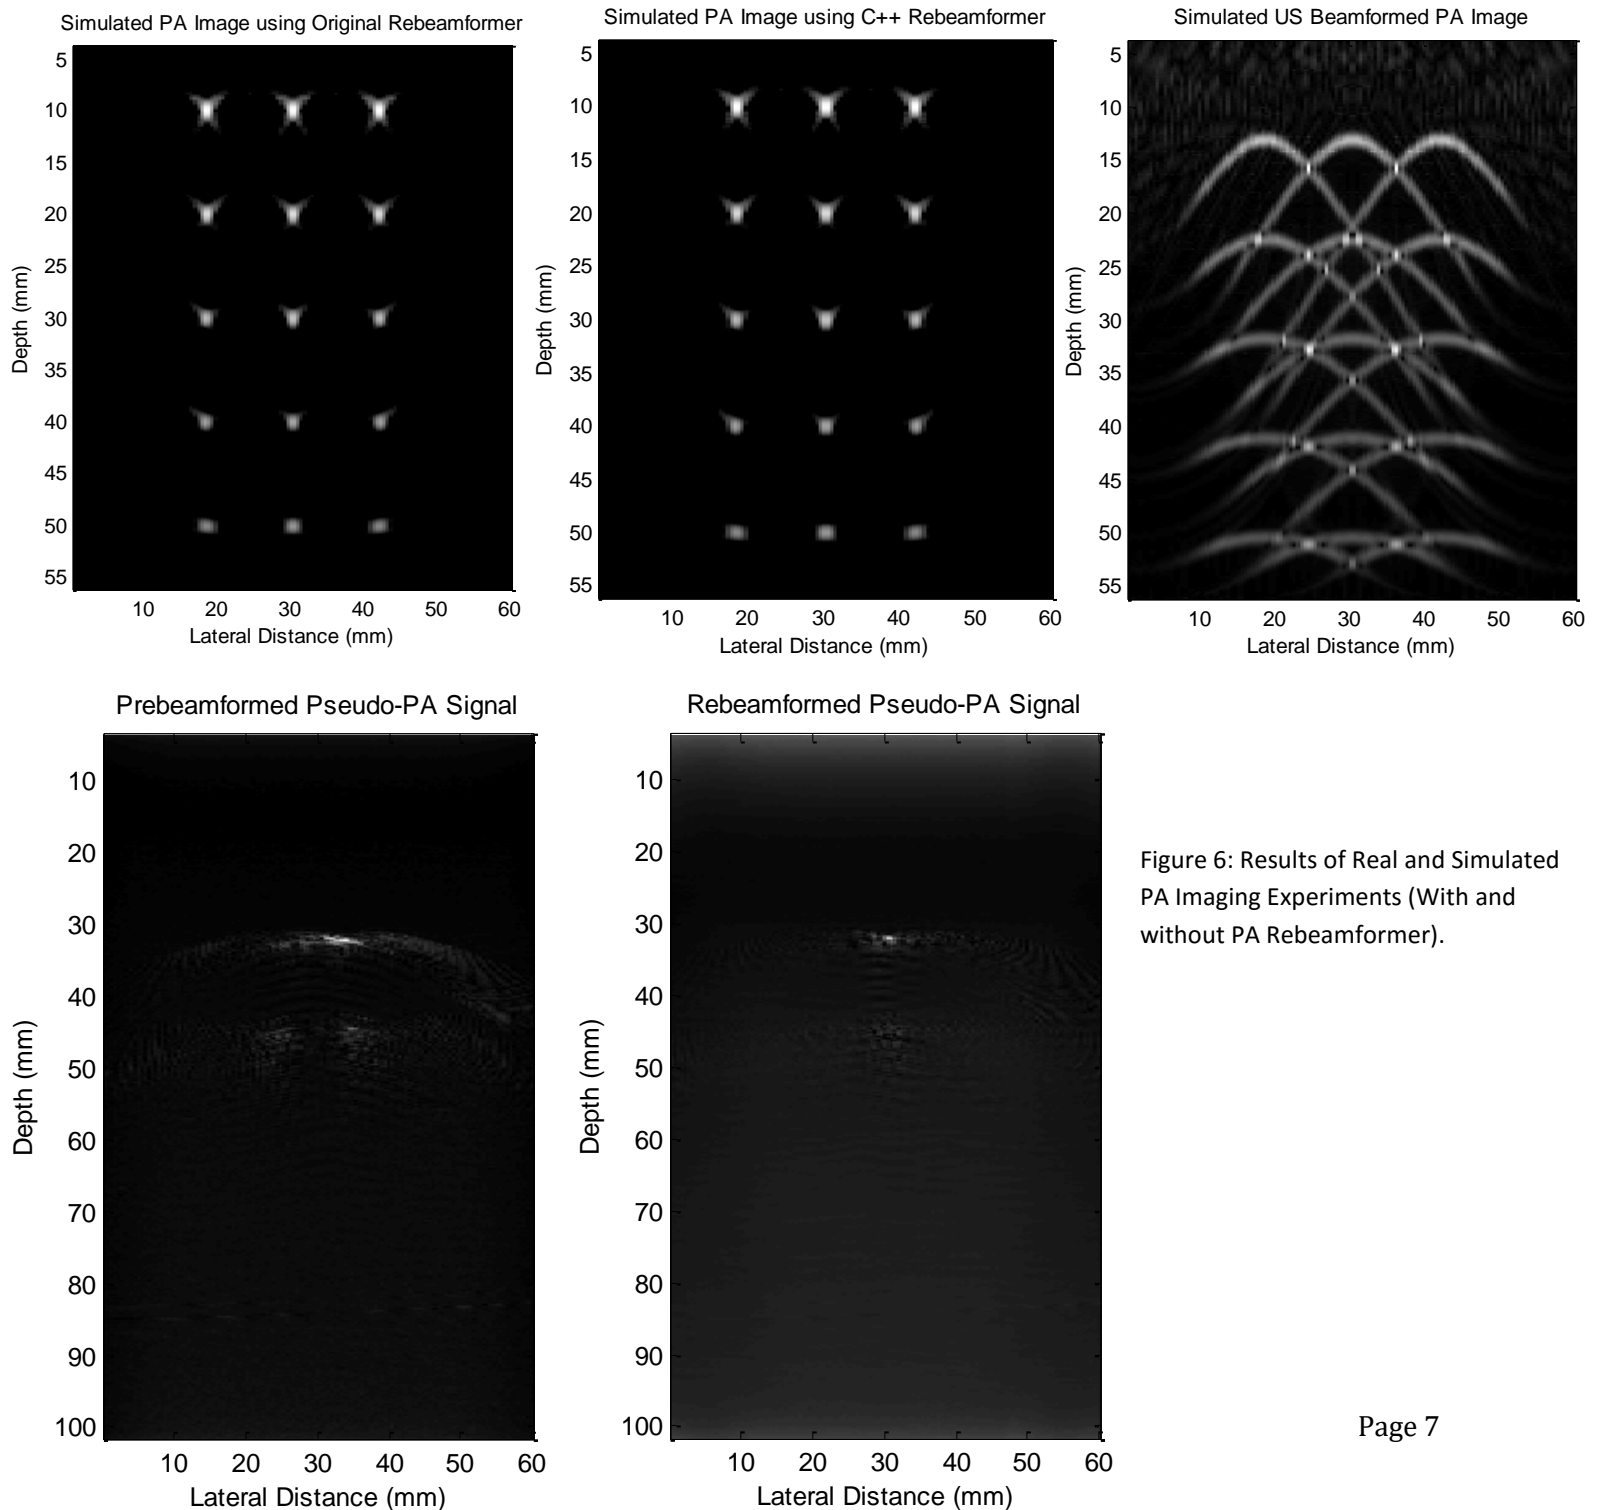 Simulated PA Image using Original Rebeamformer
5
10
15
20
25
30
35
40
45
50
55
Depth (mm)
10 20 30 40 50 60
Lateral Distance (mm)
Simulated PA Image using C++ Rebeamformer
5
10
15
20
25
30
35
40
45
50
55
Depth (mm)
10 20 30 40 50 60
Lateral Distance (mm)
Simulated US Beamformed PA Image
5
10
15
20
25
30
35
40
45
50
55
Depth (mm)
10 20 30 40 50 60
Lateral Distance (mm)
Prebeamformed Pseudo-PA Signal
10
20
30
40
50
60
70
80
90
100
Depth (mm)
10 20 30 40 50 60
Lateral Distance (mm)
Rebeamformed Pseudo-PA Signal
10
20
30
40
50
60
70
80
90
100
Depth (mm)
10 20 30 40 50 60
Lateral Distance (mm)
Figure 6: Results of Real and Simulated
PA Imaging Experiments (With and
without PA Rebeamformer).
Page 7